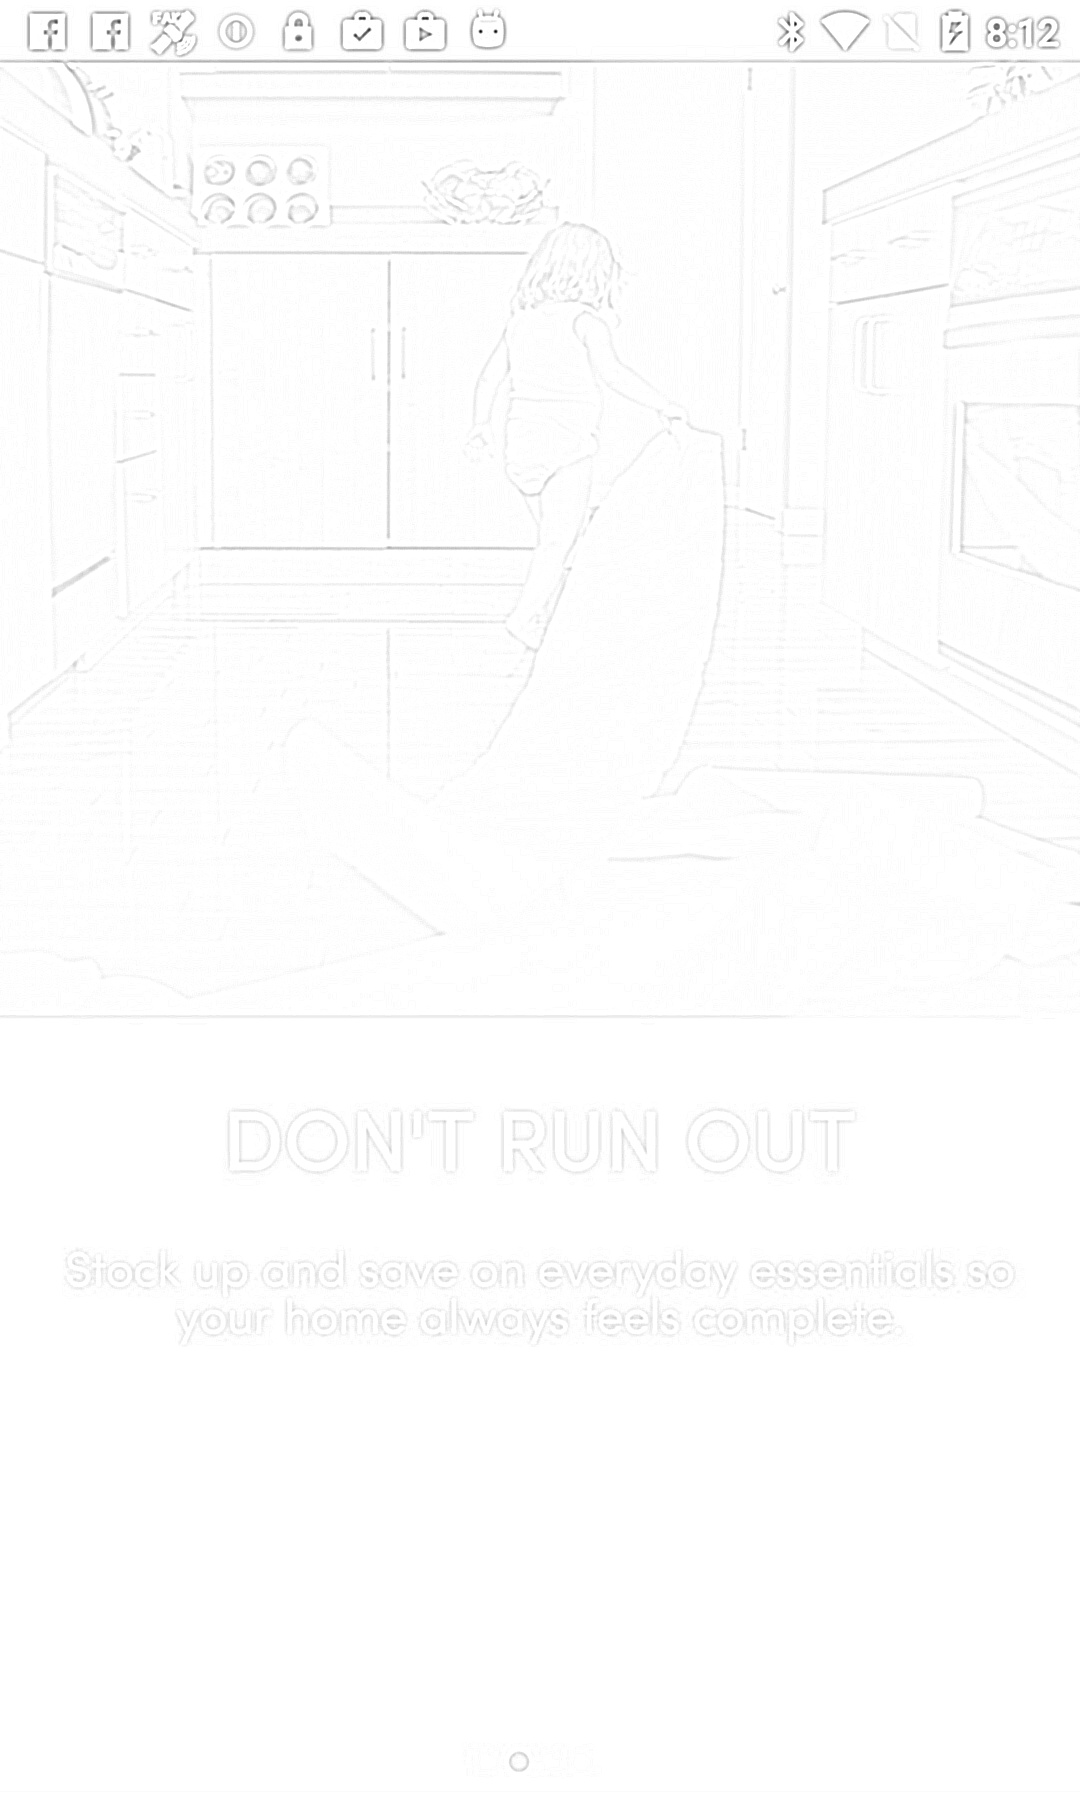 8:12
DON'T RUN OUT
Stock up and save on everyday essentials so
your home always feels complete.